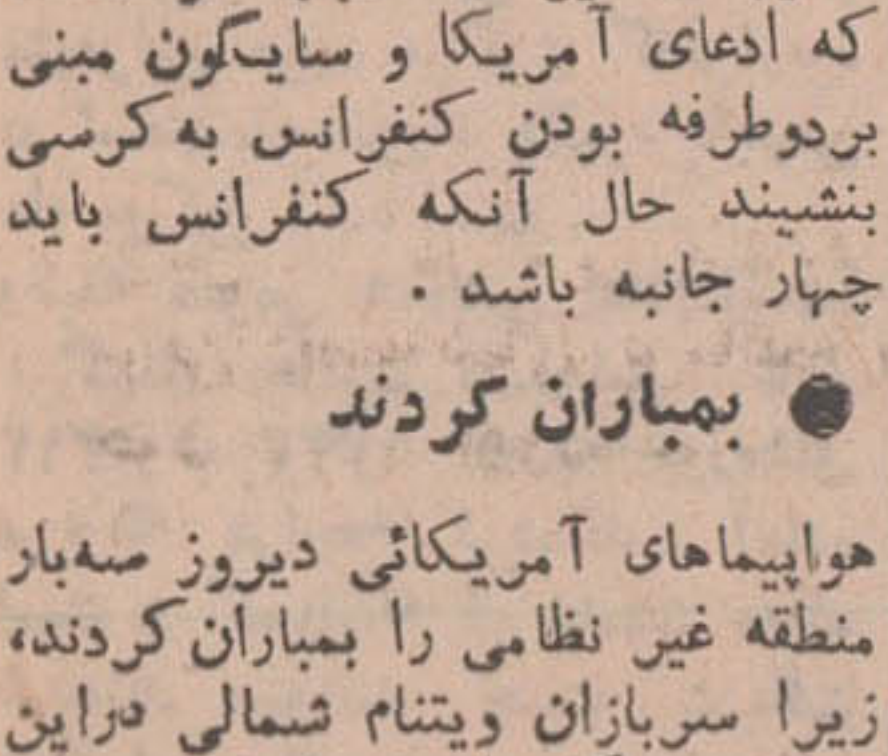 که ادعای آمریکا و سایگون مبنی
بردوطرفه بودن کنفرانس به کرسی
بنشیند حال آنکه کنفرانس باید
چهار جانبه باشد .
● بمباران کردند
هواپیماهای آمریکائی دیروز سه‌بار
منطقه غیر نظامی را بمباران کردند،
زیرا سربازان ویتنام شمالی دراین